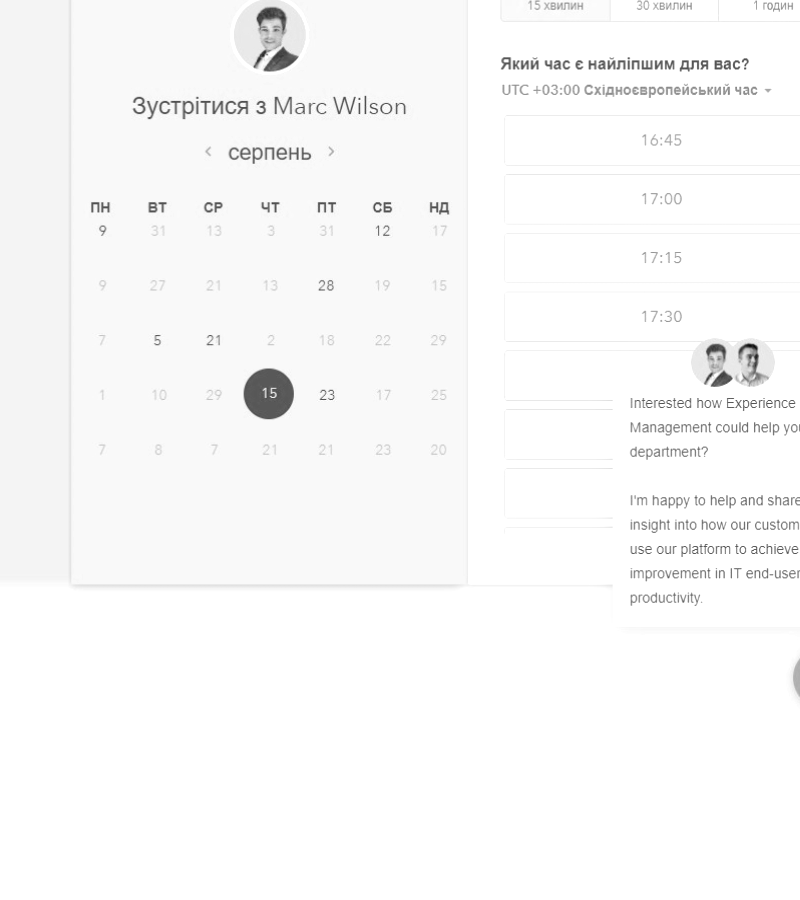 15 хвилин 30 хвилин 1 годин
Зустрітися з Marc Wilson
серпень
ПН ВТ СР ЧТ ПТ СБ НД
9 31 13 3 31 12 17
9 27 21 13 28 19 15
7 5 21 2 18 22 29
1 10 29 15 23 17 25
7 8 7 21 21 23 20
Який час є найліпшим для вас?
UTC +03:00 Східноєвропейський час
16:45
17:00
17:15
17:30
Interested how Experience
Management could help you
department?
I'm happy to help and share
insight into how our custom
use our platform to achieve
improvement in IT end-user
productivity.